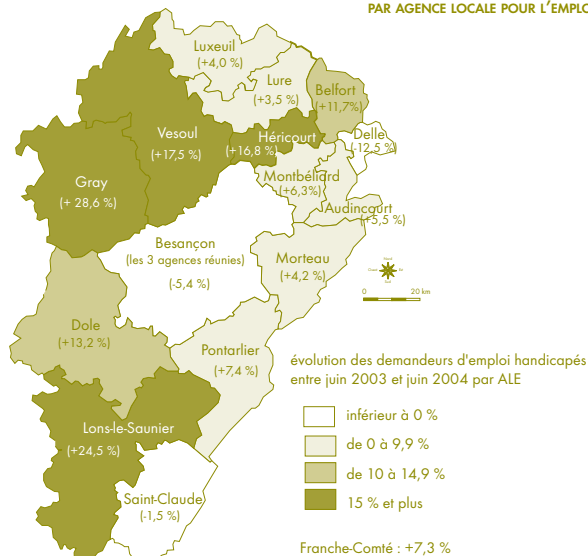 PAR AGENCE LOCALE POUR L'EMPLO
Luxeuil
(+4,0 %)
Lure
(+3,5 %)
Belfort
(+11,7%)
Delle
(-12,5 %)
Vesoul
(+17,5 %)
Héricourt
(+16,8 %)
Montbéliard
(+6,3%)
Audincourt
(+5,5 %)
Gray
(+ 28,6 %)
Besançon
(les 3 agences réunies)
(-5,4 %)
Morteau
(+4,2 %)
0 20 km
Dole
(+13,2 %)
Pontarlier
(+7,4 %)
évolution des demandeurs d'emploi handicapés
entre juin 2003 et juin 2004 par ALE
inférieur à 0 %
de 0 à 9,9 %
de 10 à 14,9 %
15 % et plus
Lons-le-Saunier
(+24,5 %)
Saint-Claude
(-1,5 %)
Franche-Comté : +7,3 %